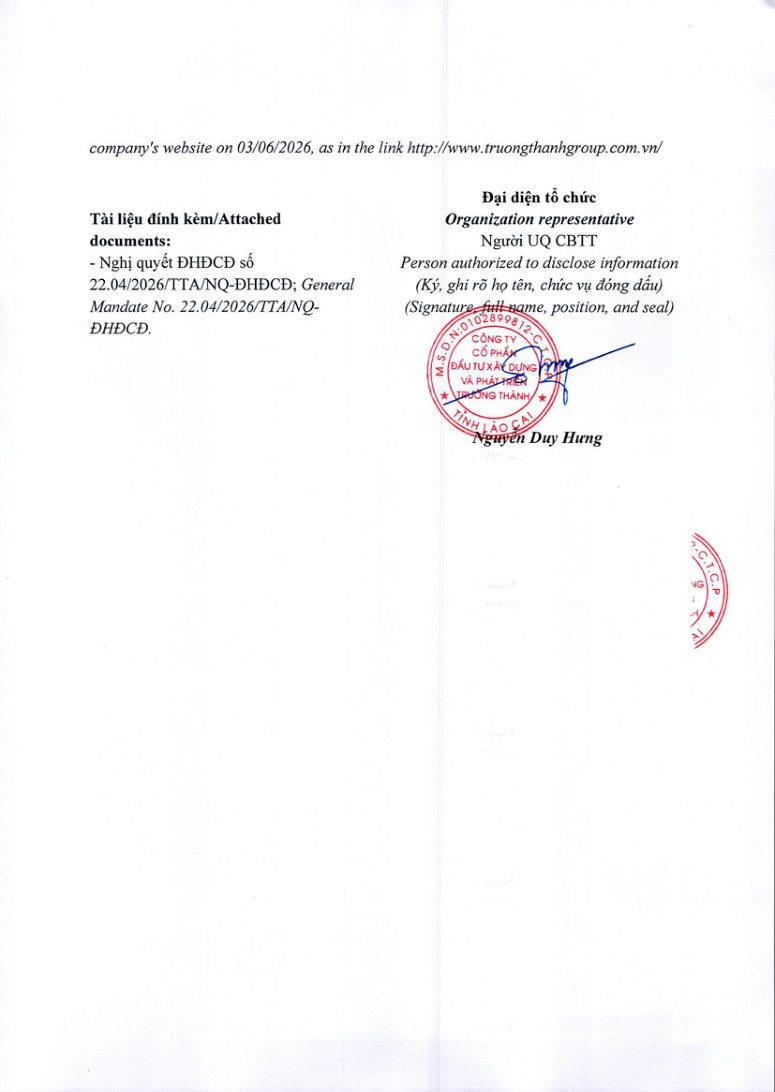 company's website on 03/06/2026, as in the link http://www.truongthanhgroup.com.vn/
Tài liệu đính kèm/Attached
documents:
- Nghị quyết ĐHĐCĐ số
22.04/2026/TTA/NQ-ĐHĐCĐ; General
Mandate No. 22.04/2026/TTA/NQ-
ĐHĐCĐ.
Đại diện tổ chức
Organization representative
Người UQ CBTT
Person authorized to disclose information
(Ký, ghi rõ họ tên, chức vụ đóng dấu)
(Signature, full name, position, and seal)
M.S.D.N:0102899812-C.T.C.P
CÔNG TY
CỔ PHẦN
ĐẦU TƯ XÂY DỰNG
VÀ PHÁT TRIỂN
TRƯỜNG THÀNH
TỈNH LÀO CAI
Nguyễn Duy Hưng
-C.T.C.P
NG